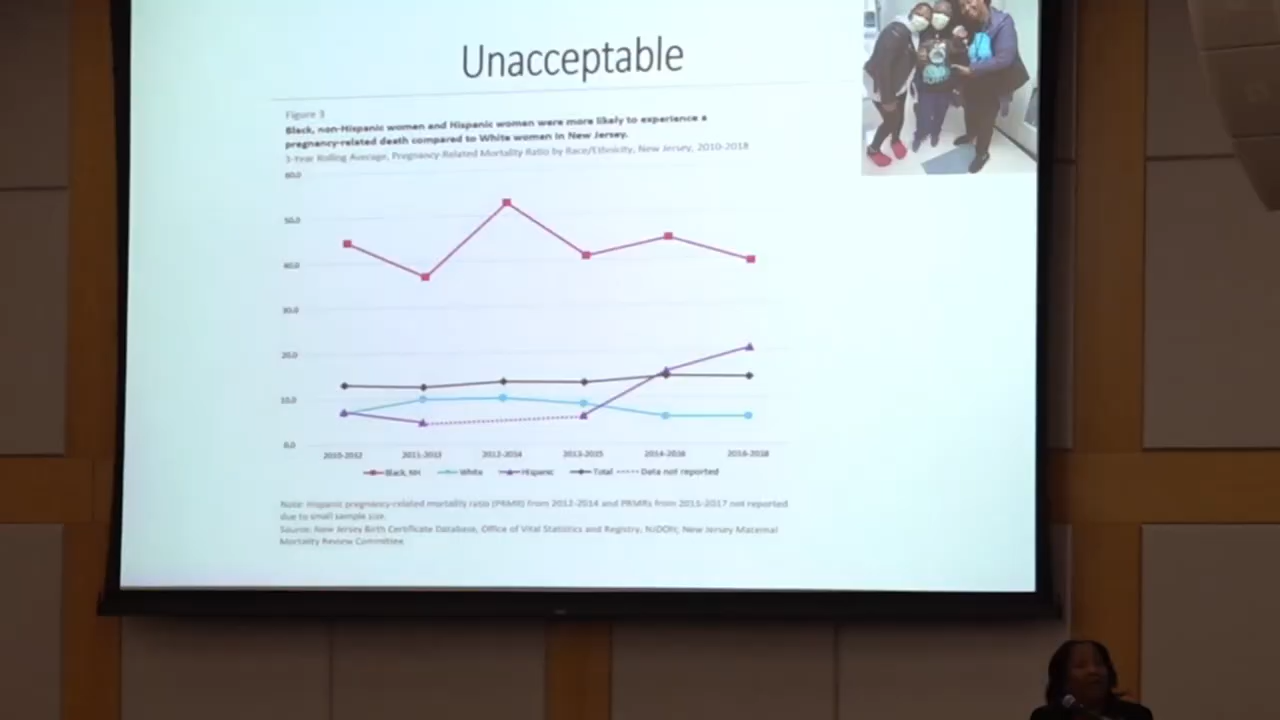 Unacceptable
Figure 3
Black, non-Hispanic women and Hispanic women were more likely to experience a
pregnancy-related death compared to White women in New Jersey.
3-Year Rolling Average, Pregnancy-Related Mortality Ratio by Race/Ethnicity, New Jersey, 2010-2018
60.0
50.0
40.0
30.0
20.0
10.0
0.0
2010-2012 2011-2013 2012-2014 2013-2015 2014-2016 2016-2018
Black, NH White Hispanic Total Data not reported
Note: Hispanic pregnancy-related mortality ratio (PRMR) from 2012-2014 and PRMRs from 2015-2017 not reported
due to small sample size.
Source: New Jersey Birth Certificate Database, Office of Vital Statistics and Registry, NJDOH; New Jersey Maternal
Mortality Review Committee